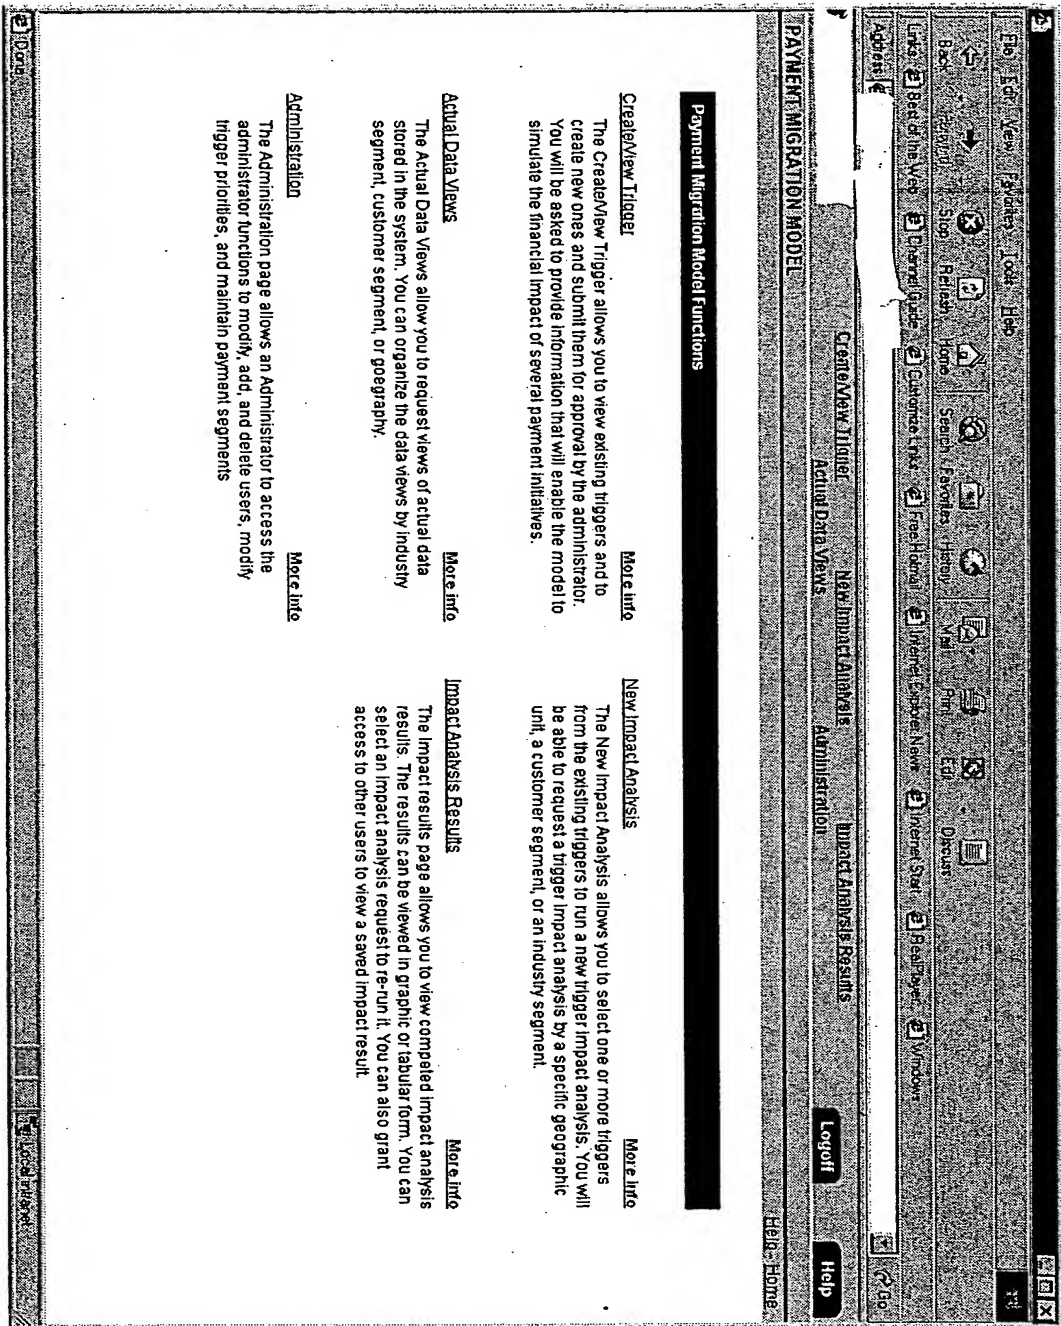 File Edit View Favorites Tools Help
Back Forward Stop Refresh Home Search Favorites History Mail Print Edit Discuss
Links Best of the Web Channel Guide Customize Links Free Hotmail Internet Explorer News Internet Start RealPlayer Windows
Address Go
Create/View Trigger New Impact Analysis Impact Analysis Results
Actual Data Views Administration
Logoff Help
PAYMENT MIGRATION MODEL Help - Home
Payment Migration Model Functions
Create/View Trigger More info
The Create/View Trigger allows you to view existing triggers and to
create new ones and submit them for approval by the administrator.
You will be asked to provide information that will enable the model to
simulate the financial impact of several payment initiatives.
New Impact Analysis More info
The New Impact Analysis allows you to select one or more triggers
from the existing triggers to run a new trigger impact analysis. You will
be able to request a trigger impact analysis by a specific geographic
unit, a customer segment, or an industry segment.
Actual Data Views More info
The Actual Data Views allow you to request views of actual data
stored in the system. You can organize the data views by industry
segment, customer segment, or goegraphy.
Impact Analysis Results More info
The Impact results page allows you to view competed impact analysis
results. The results can be viewed in graphic or tabular form. You can
select an impact analysis request to re-run it. You can also grant
access to other users to view a saved impact result.
Administration More info
The Administration page allows an Administrator to access the
administrator functions to modify, add, and delete users, modify
trigger priorities, and maintain payment segments
Done Local intranet